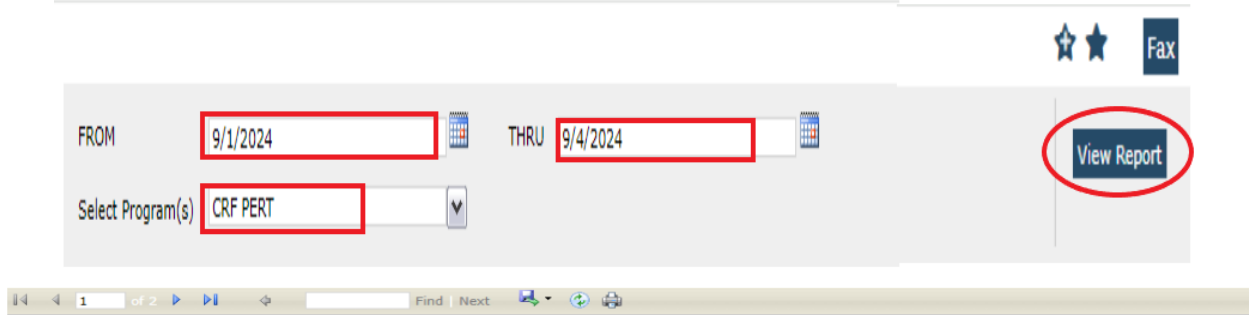 Fax
FROM 9/1/2024 THRU 9/4/2024
View Report
Select Program(s) CRF PERT
1 of 2 Find | Next